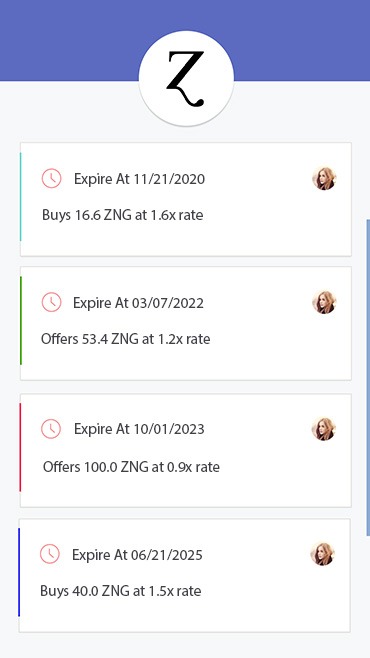 Z
Expire At 11/21/2020
Buys 16.6 ZNG at 1.6x rate
Expire At 03/07/2022
Offers 53.4 ZNG at 1.2x rate
Expire At 10/01/2023
Offers 100.0 ZNG at 0.9x rate
Expire At 06/21/2025
Buys 40.0 ZNG at 1.5x rate